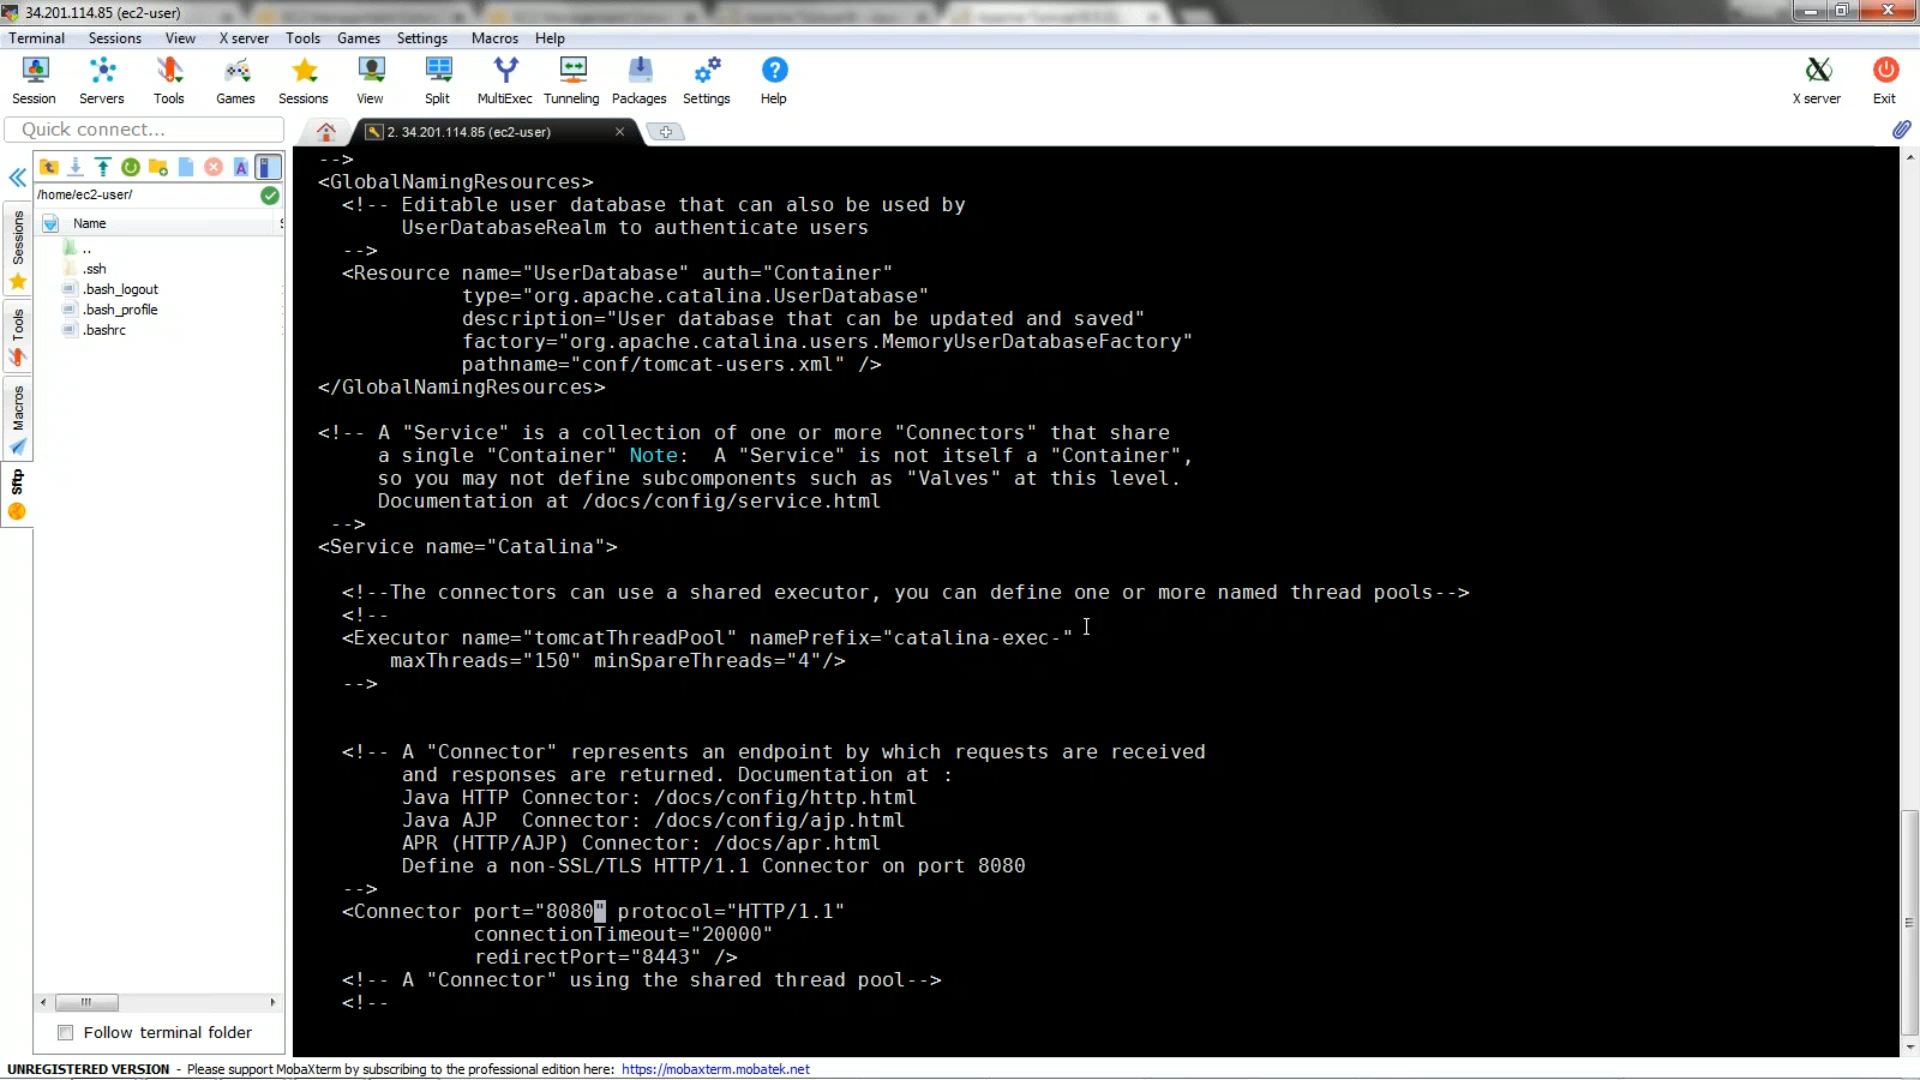 34.201.114.85 (ec2-user)
Terminal Sessions View X server Tools Games Settings Macros Help
Session Servers Tools Games Sessions View Split MultiExec Tunneling Packages Settings Help X server Exit
Quick connect...
2. 34.201.114.85 (ec2-user)
/home/ec2-user/
Name
..
.ssh
.bash_logout
.bash_profile
.bashrc
Sessions
Tools
Macros
Sftp
-->
<GlobalNamingResources>
<!-- Editable user database that can also be used by
UserDatabaseRealm to authenticate users
-->
<Resource name="UserDatabase" auth="Container"
type="org.apache.catalina.UserDatabase"
description="User database that can be updated and saved"
factory="org.apache.catalina.users.MemoryUserDatabaseFactory"
pathname="conf/tomcat-users.xml" />
</GlobalNamingResources>
<!-- A "Service" is a collection of one or more "Connectors" that share
a single "Container" Note:  A "Service" is not itself a "Container",
so you may not define subcomponents such as "Valves" at this level.
Documentation at /docs/config/service.html
-->
<Service name="Catalina">
<!--The connectors can use a shared executor, you can define one or more named thread pools-->
<!--
<Executor name="tomcatThreadPool" namePrefix="catalina-exec-"
maxThreads="150" minSpareThreads="4"/>
-->
<!-- A "Connector" represents an endpoint by which requests are received
and responses are returned. Documentation at :
Java HTTP Connector: /docs/config/http.html
Java AJP  Connector: /docs/config/ajp.html
APR (HTTP/AJP) Connector: /docs/apr.html
Define a non-SSL/TLS HTTP/1.1 Connector on port 8080
-->
<Connector port="8080" protocol="HTTP/1.1"
connectionTimeout="20000"
redirectPort="8443" />
<!-- A "Connector" using the shared thread pool-->
<!--
Follow terminal folder
UNREGISTERED VERSION - Please support MobaXterm by subscribing to the professional edition here: https://mobaxterm.mobatek.net